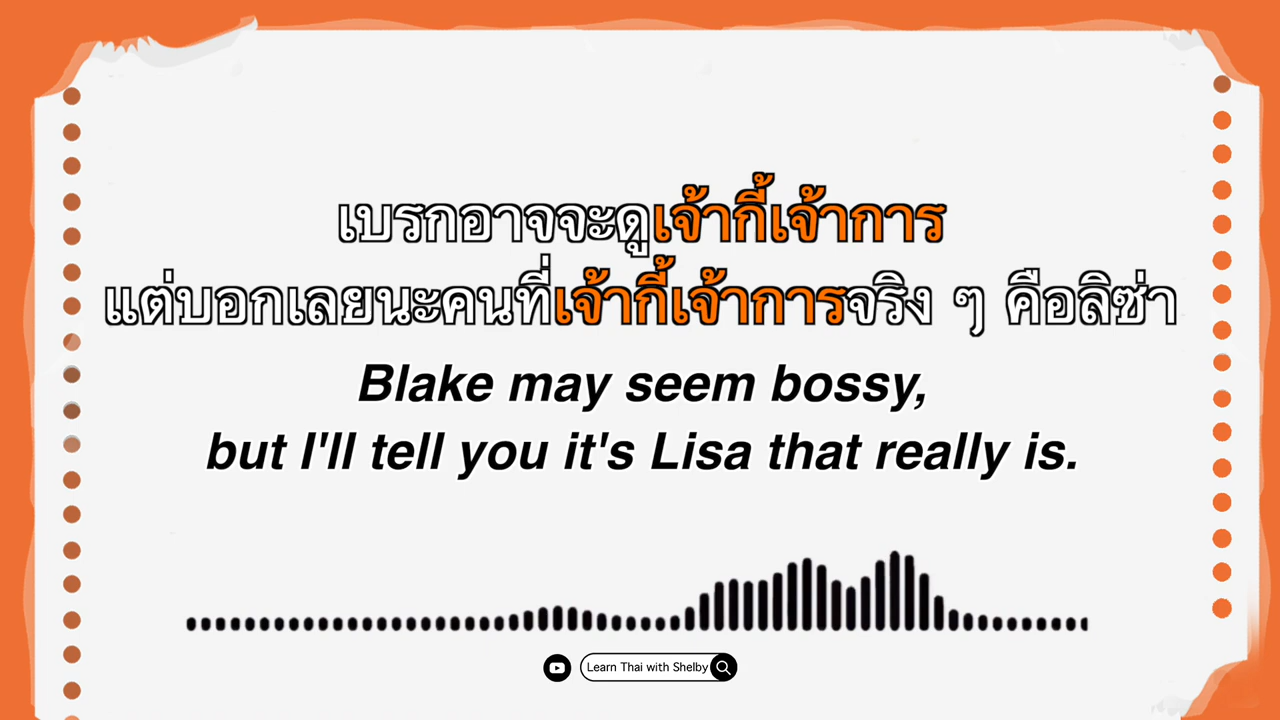 เบรกอาจจะดูเจ้ากี้เจ้าการ
แต่บอกเลยนะคนที่เจ้ากี้เจ้าการจริง ๆ คือลิซ่า
Blake may seem bossy,
but I'll tell you it's Lisa that really is.
Learn Thai with Shelby